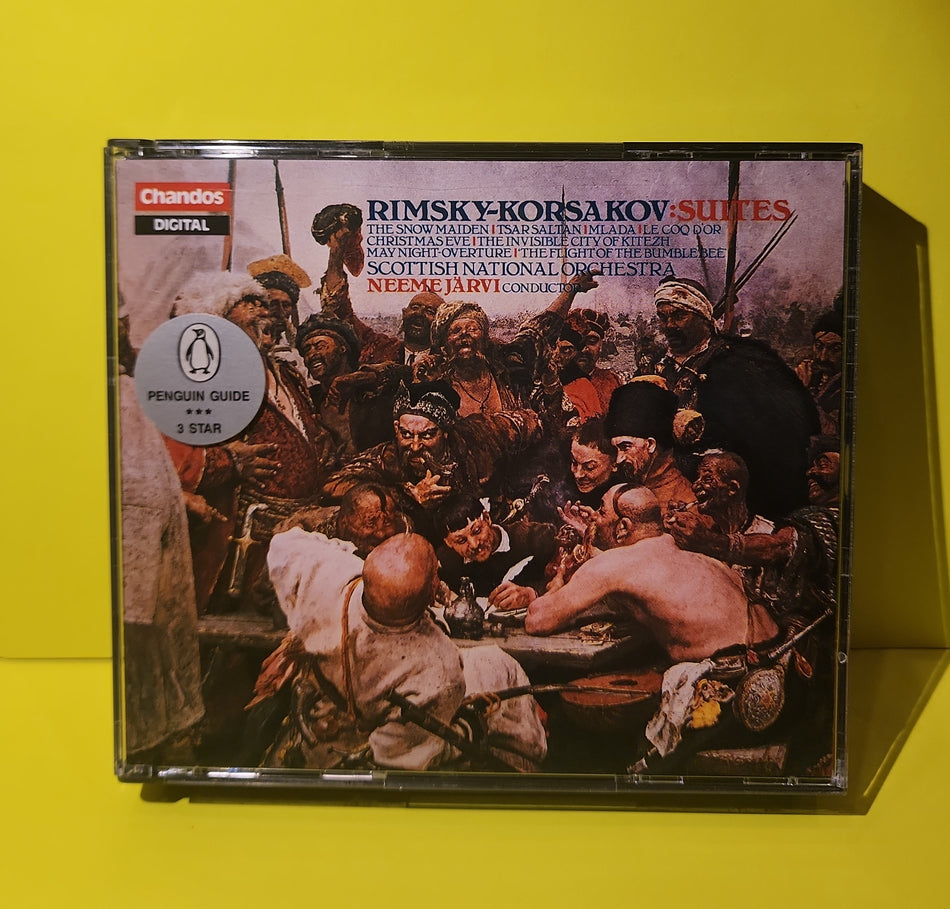 Chandos
DIGITAL
RIMSKY-KORSAKOV:SUITES
THE SNOW MAIDEN | TSAR SALTAN | MLADA | LE COQ D'OR
CHRISTMAS EVE | THE INVISIBLE CITY OF KITEZH
MAY NIGHT-OVERTURE | 'THE FLIGHT OF THE BUMBLEBEE'
SCOTTISH NATIONAL ORCHESTRA
NEEME JÄRVI CONDUCTOR
PENGUIN GUIDE
★★★
3 STAR